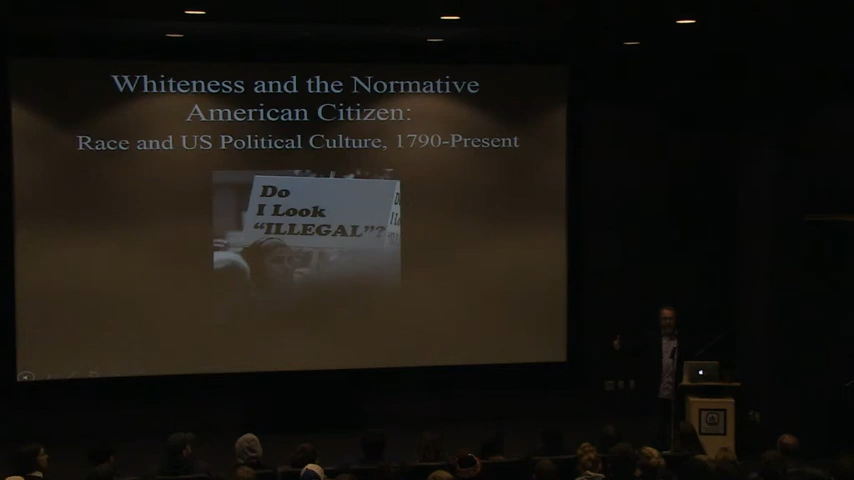 Whiteness and the Normative
American Citizen:
Race and US Political Culture, 1790-Present
Do
I Look
“ILLEGAL”?